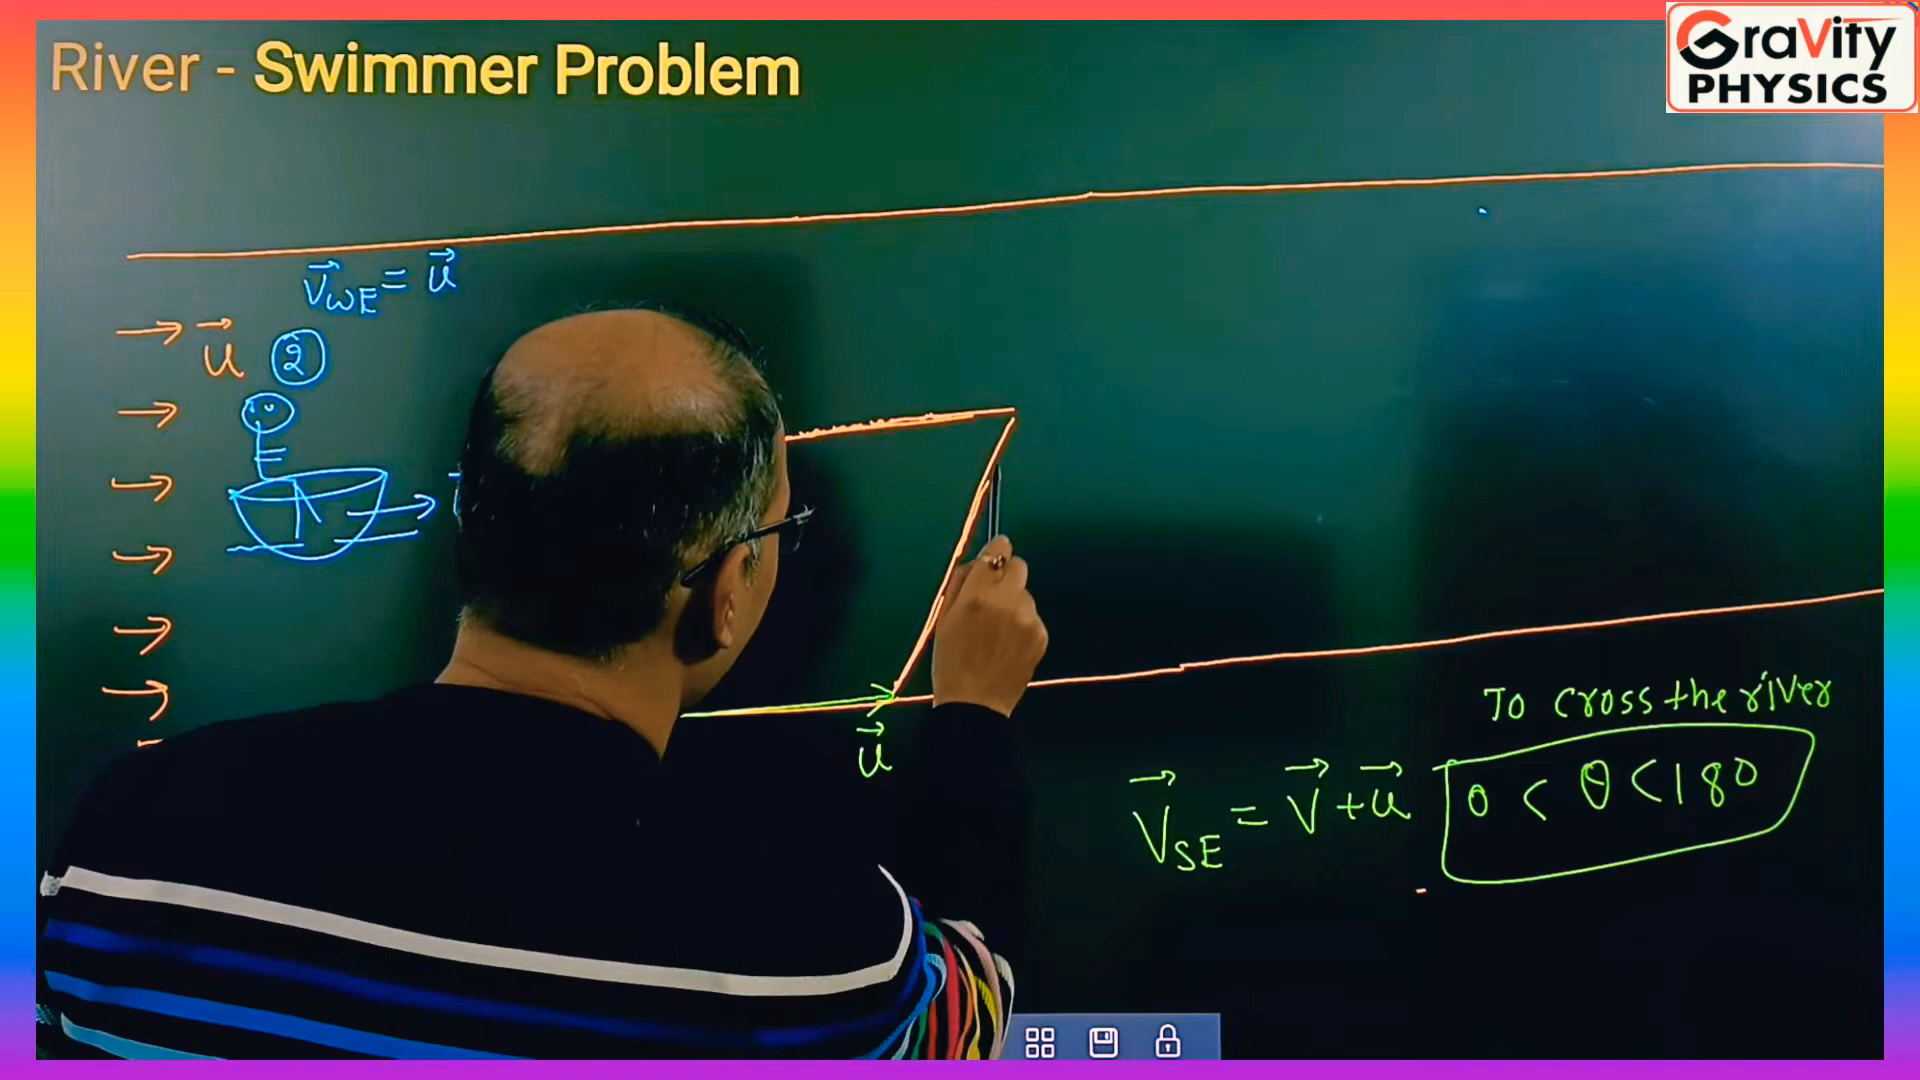 River - Swimmer Problem
GraVity
PHYSICS
V⃗WE = u⃗
u⃗ 2
u⃗
To cross the river
V⃗SE = V⃗ + u⃗ 0 < θ < 180